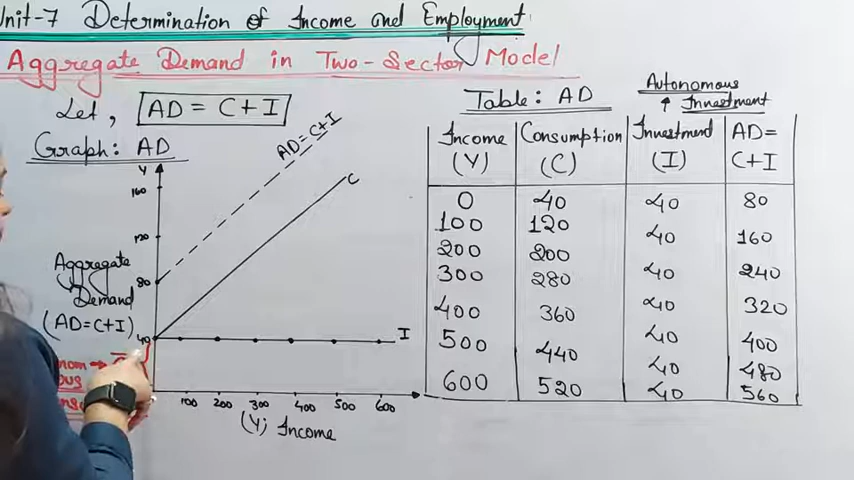 Unit-7 Determination of Income and Employment
Aggregate Demand in Two-Sector Model
Let, AD = C+I
Graph: AD
Y
160
120
80
40
Aggregate
Demand
(AD=C+I)
AD=C+I
C
I
100 200 300 400 500 600
(Y) Income
Table: AD
Autonomous
↑ Investment
Income (Y) Consumption (C) Investment (I) AD= C+I
0 40 40 80
100 120 40 160
200 200 40 240
300 280 40 320
400 360 40 400
500 440 40 480
600 520 40 560